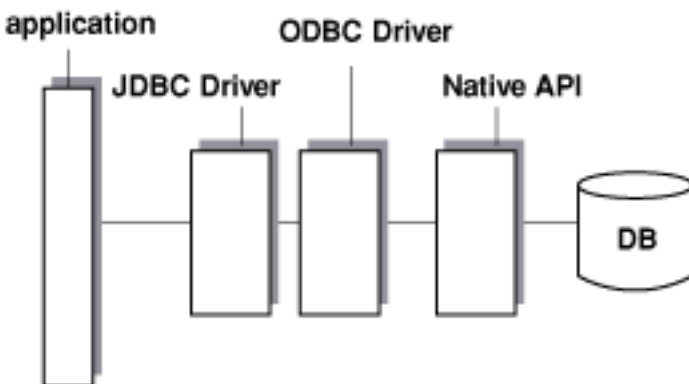 application
ODBC Driver
JDBC Driver
Native API
DB